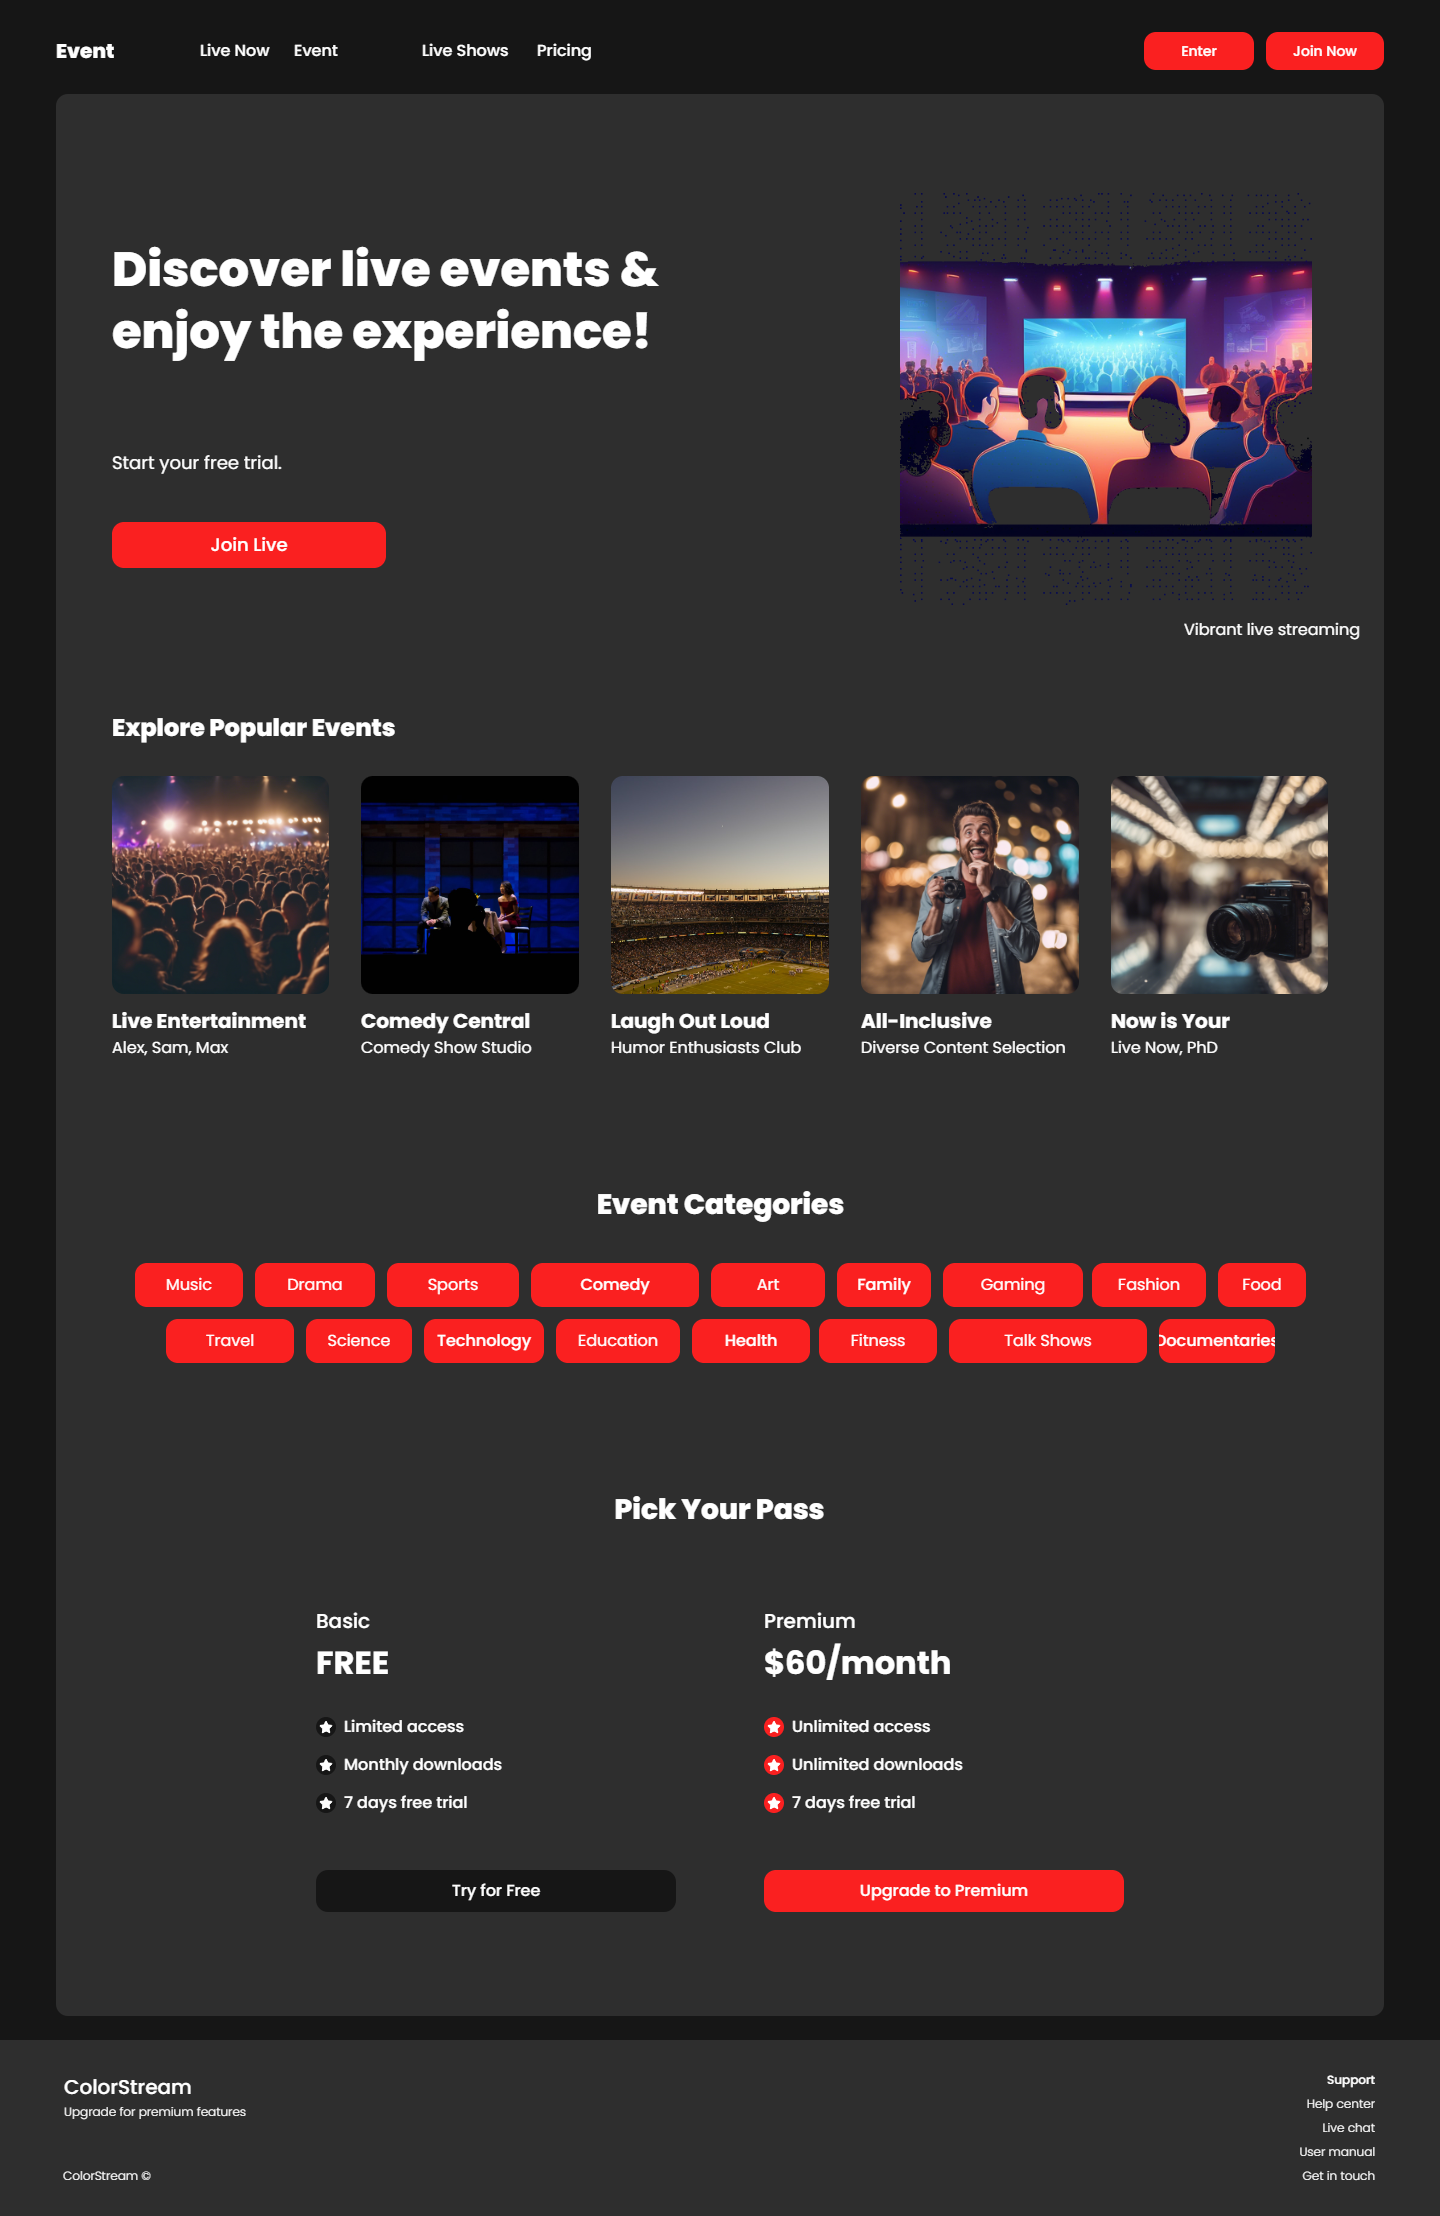 Event
Live Now
Event
Live Shows
Pricing
Enter
Join Now
Discover live events &
enjoy the experience!
Start your free trial.
Join Live
Vibrant live streaming
Explore Popular Events
Live Entertainment
Alex, Sam, Max
Comedy Central
Comedy Show Studio
Laugh Out Loud
Humor Enthusiasts Club
All-Inclusive
Diverse Content Selection
Now is Your
Live Now, PhD
Event Categories
Music
Drama
Sports
Comedy
Art
Family
Gaming
Fashion
Food
Travel
Science
Technology
Education
Health
Fitness
Talk Shows
Documentaries
Pick Your Pass
Basic
FREE
Limited access
Monthly downloads
7 days free trial
Try for Free
Premium
$60/month
Unlimited access
Unlimited downloads
7 days free trial
Upgrade to Premium
ColorStream
Upgrade for premium features
ColorStream ©
Support
Help center
Live chat
User manual
Get in touch